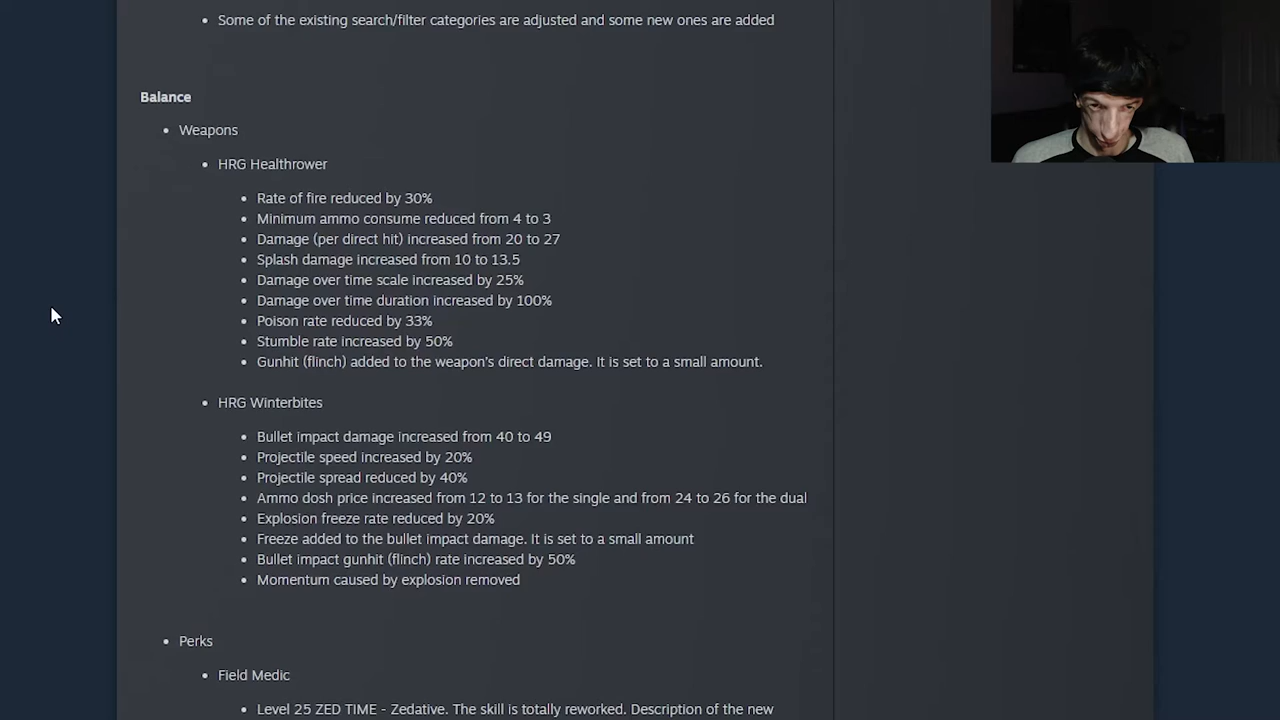 Some of the existing search/filter categories are adjusted and some new ones are added
Balance
Weapons
HRG Healthrower
Rate of fire reduced by 30%
Minimum ammo consume reduced from 4 to 3
Damage (per direct hit) increased from 20 to 27
Splash damage increased from 10 to 13.5
Damage over time scale increased by 25%
Damage over time duration increased by 100%
Poison rate reduced by 33%
Stumble rate increased by 50%
Gunhit (flinch) added to the weapon's direct damage. It is set to a small amount.
HRG Winterbites
Bullet impact damage increased from 40 to 49
Projectile speed increased by 20%
Projectile spread reduced by 40%
Ammo dosh price increased from 12 to 13 for the single and from 24 to 26 for the dual
Explosion freeze rate reduced by 20%
Freeze added to the bullet impact damage. It is set to a small amount
Bullet impact gunhit (flinch) rate increased by 50%
Momentum caused by explosion removed
Perks
Field Medic
Level 25 ZED TIME - Zedative. The skill is totally reworked. Description of the new